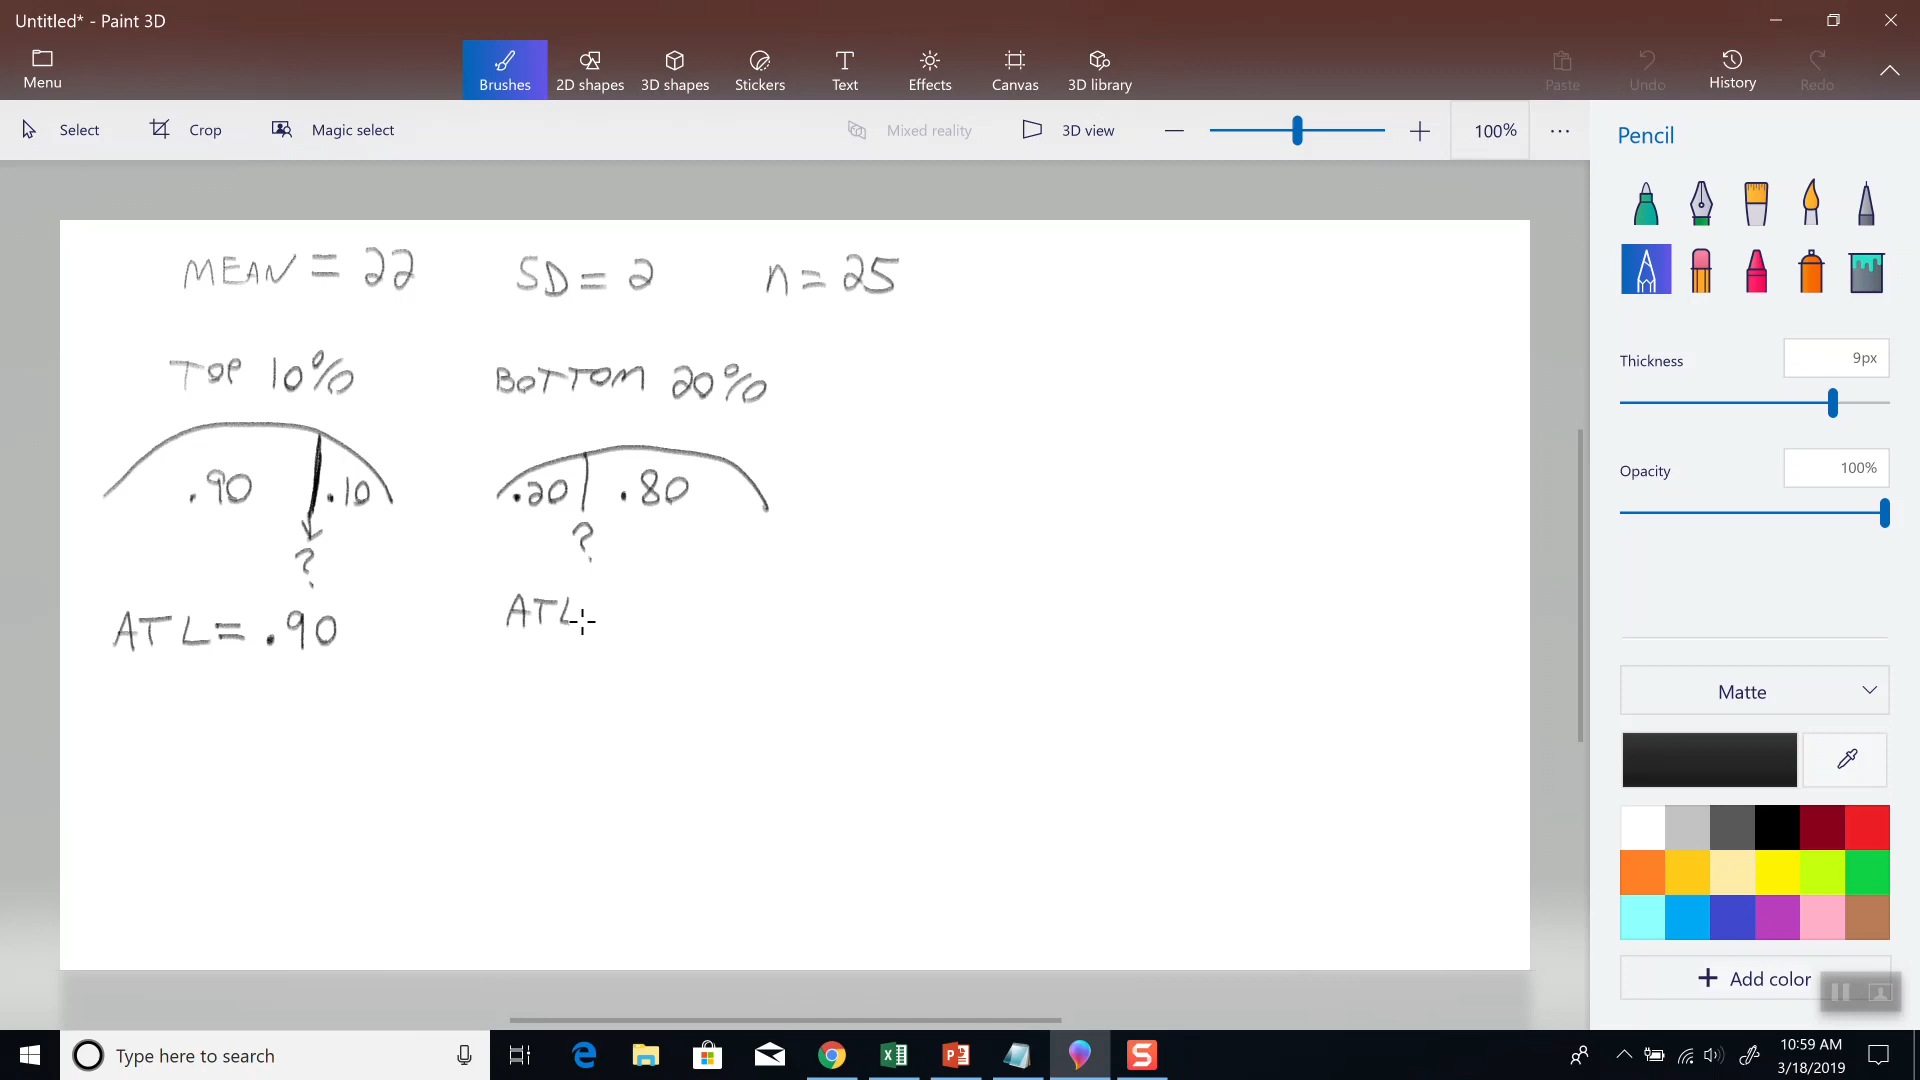 Untitled* - Paint 3D
Menu
Brushes
2D shapes
3D shapes
Stickers
Text
Effects
Canvas
3D library
Paste
Undo
History
Redo
Select
Crop
Magic select
Mixed reality
3D view
100%
Pencil
MEAN = 22 SD = 2 n = 25
TOP 10% BOTTOM 20%
.90 .10 .20 .80
? ?
ATL = .90 ATL
Thickness 9px
Opacity 100%
Matte
Add color
Type here to search
10:59 AM
3/18/2019